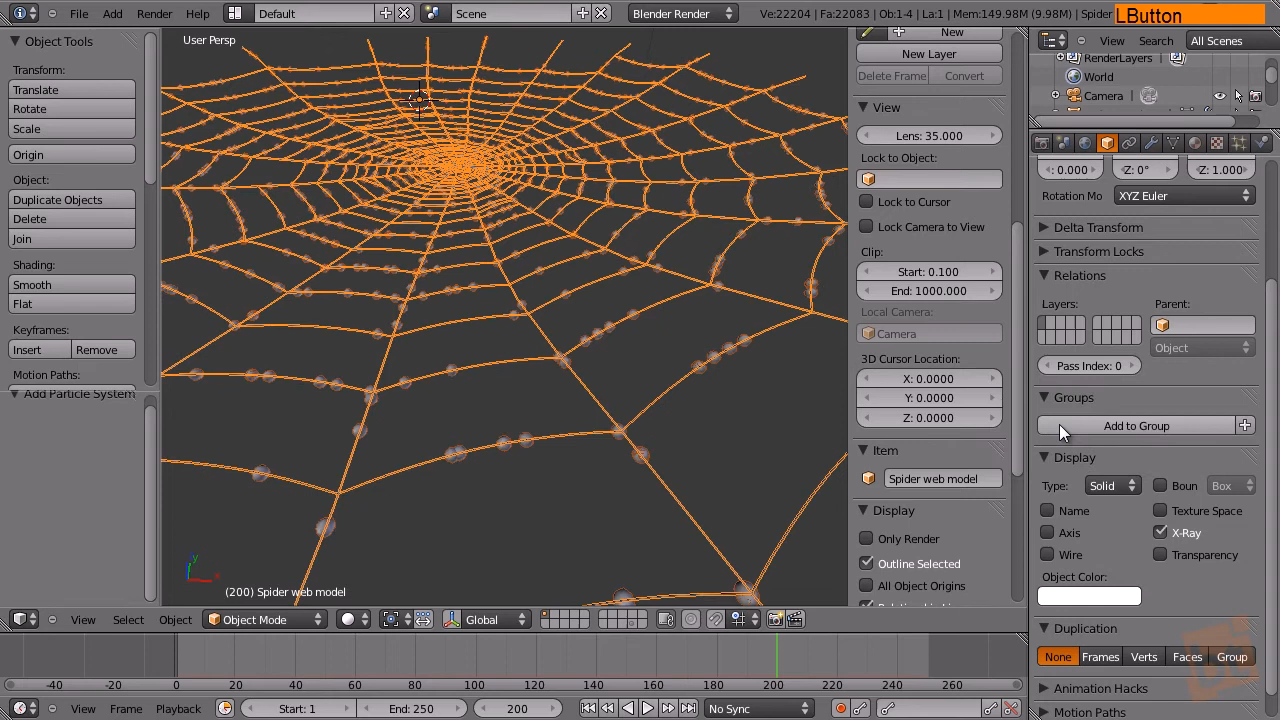 File Add Render Help Default Scene Blender Render Ve:22204 | Fa:22083 | Ob:1-4 | La:1 | Mem:149.98M (9.98M) | Spider LButton
Object Tools
Transform:
Translate
Rotate
Scale
Origin
Object:
Duplicate Objects
Delete
Join
Shading:
Smooth
Flat
Keyframes:
Insert Remove
Motion Paths:
Add Particle System
User Persp
(200) Spider web model
New
New Layer
Delete Frame Convert
View
Lens: 35.000
Lock to Object:
Lock to Cursor
Lock Camera to View
Clip:
Start: 0.100
End: 1000.000
Local Camera:
Camera
3D Cursor Location:
X: 0.0000
Y: 0.0000
Z: 0.0000
Item
Spider web model
Display
Only Render
Outline Selected
All Object Origins
View Search All Scenes
RenderLayers
World
Camera
: 0.000 Z: 0° Z: 1.000
Rotation Mo XYZ Euler
Delta Transform
Transform Locks
Relations
Layers: Parent:
Object
Pass Index: 0
Groups
Add to Group
Display
Type: Solid Boun Box
Name Texture Space
Axis X-Ray
Wire Transparency
Object Color:
Duplication
None Frames Verts Faces Group
Animation Hacks
Motion Paths
View Select Object Object Mode Global
-40 -20 0 20 40 60 80 100 120 140 160 180 200 220 240 260
View Frame Playback Start: 1 End: 250 200 No Sync